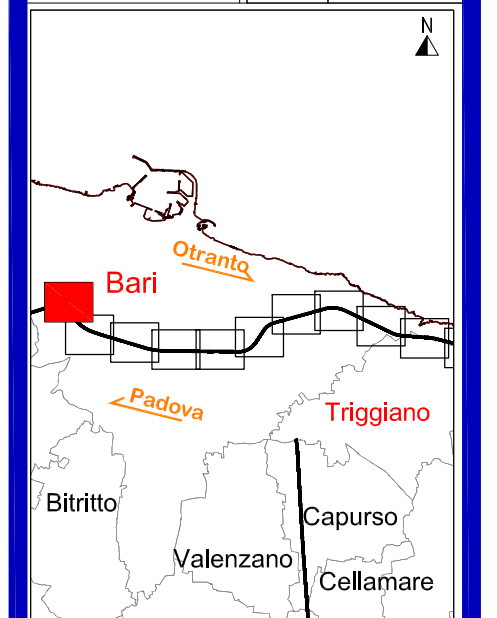 N
Otranto
Bari
Padova
Triggiano
Bitritto
Capurso
Valenzano
Cellamare